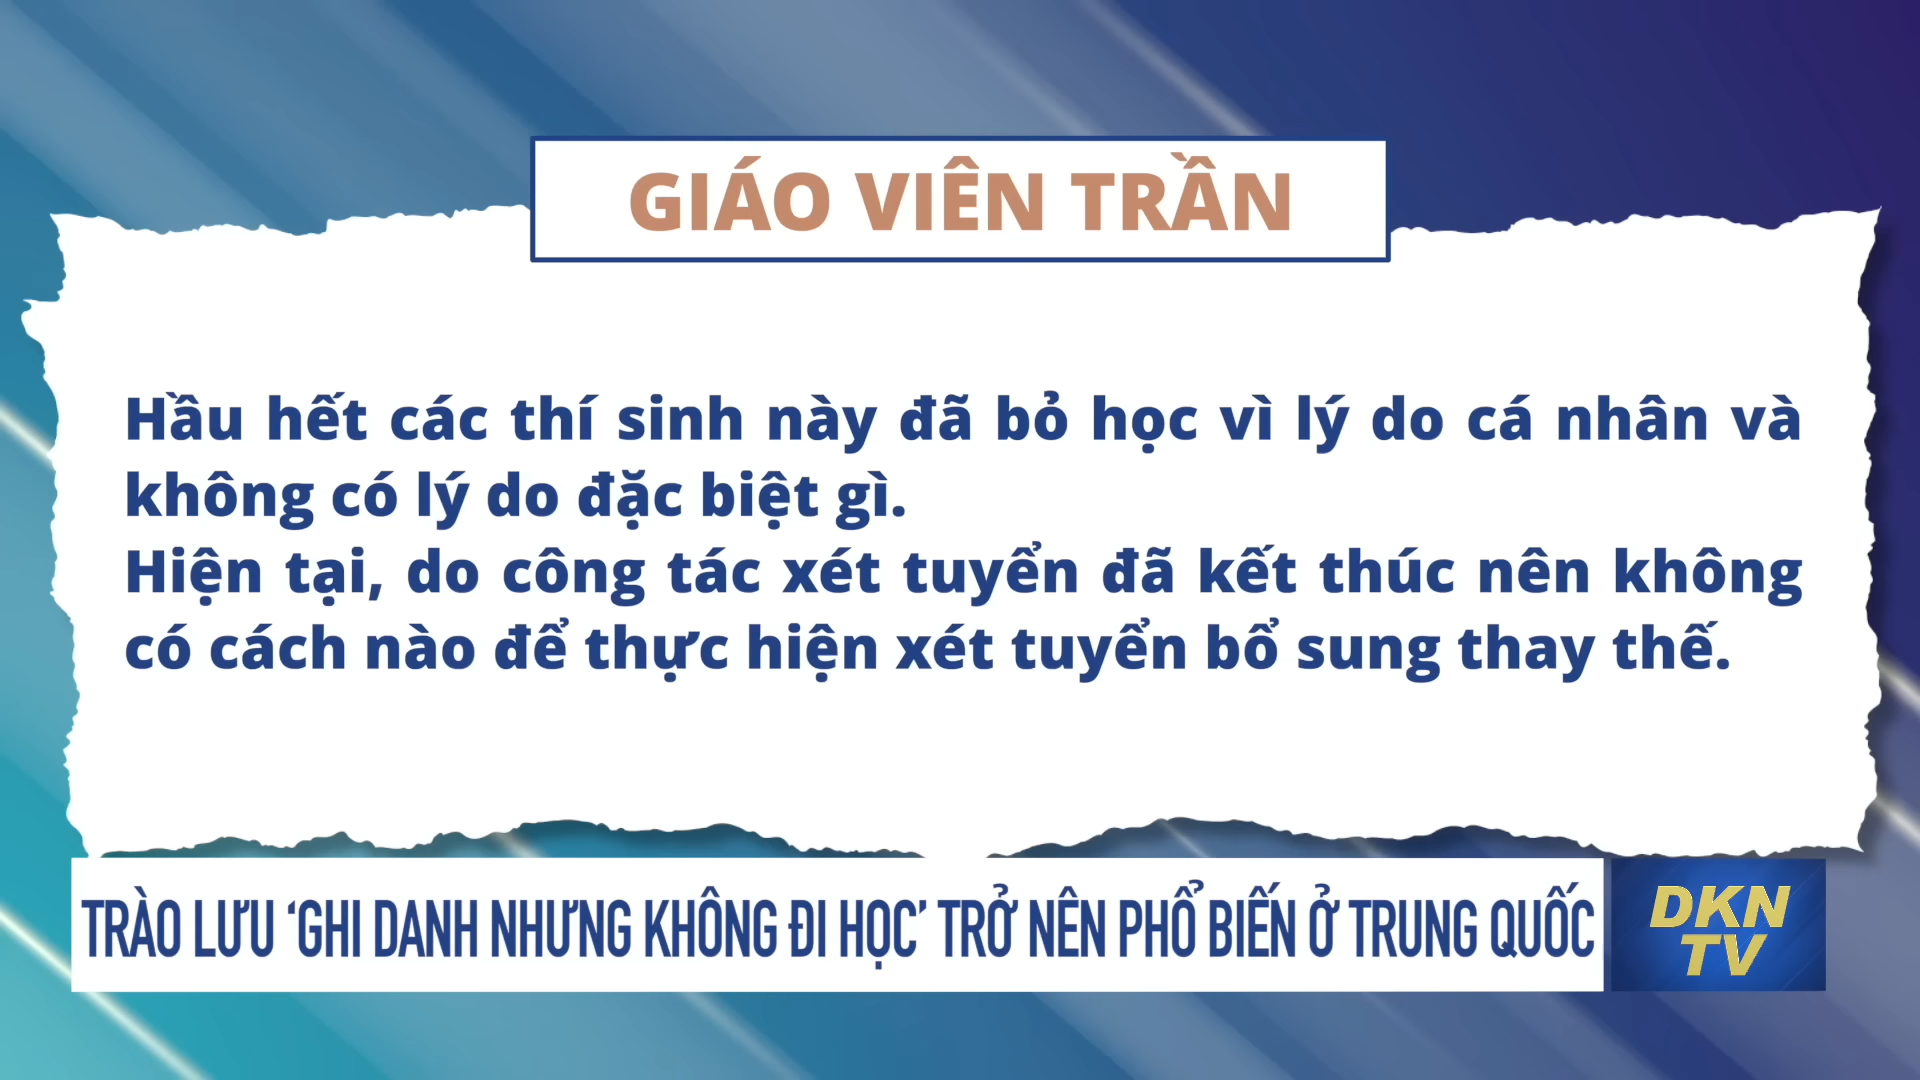 GIÁO VIÊN TRẦN
Hầu hết các thí sinh này đã bỏ học vì lý do cá nhân và
không có lý do đặc biệt gì.
Hiện tại, do công tác xét tuyển đã kết thúc nên không
có cách nào để thực hiện xét tuyển bổ sung thay thế.
TRÀO LƯU ‘GHI DANH NHƯNG KHÔNG ĐI HỌC’ TRỞ NÊN PHỔ BIẾN Ở TRUNG QUỐC
DKN
TV